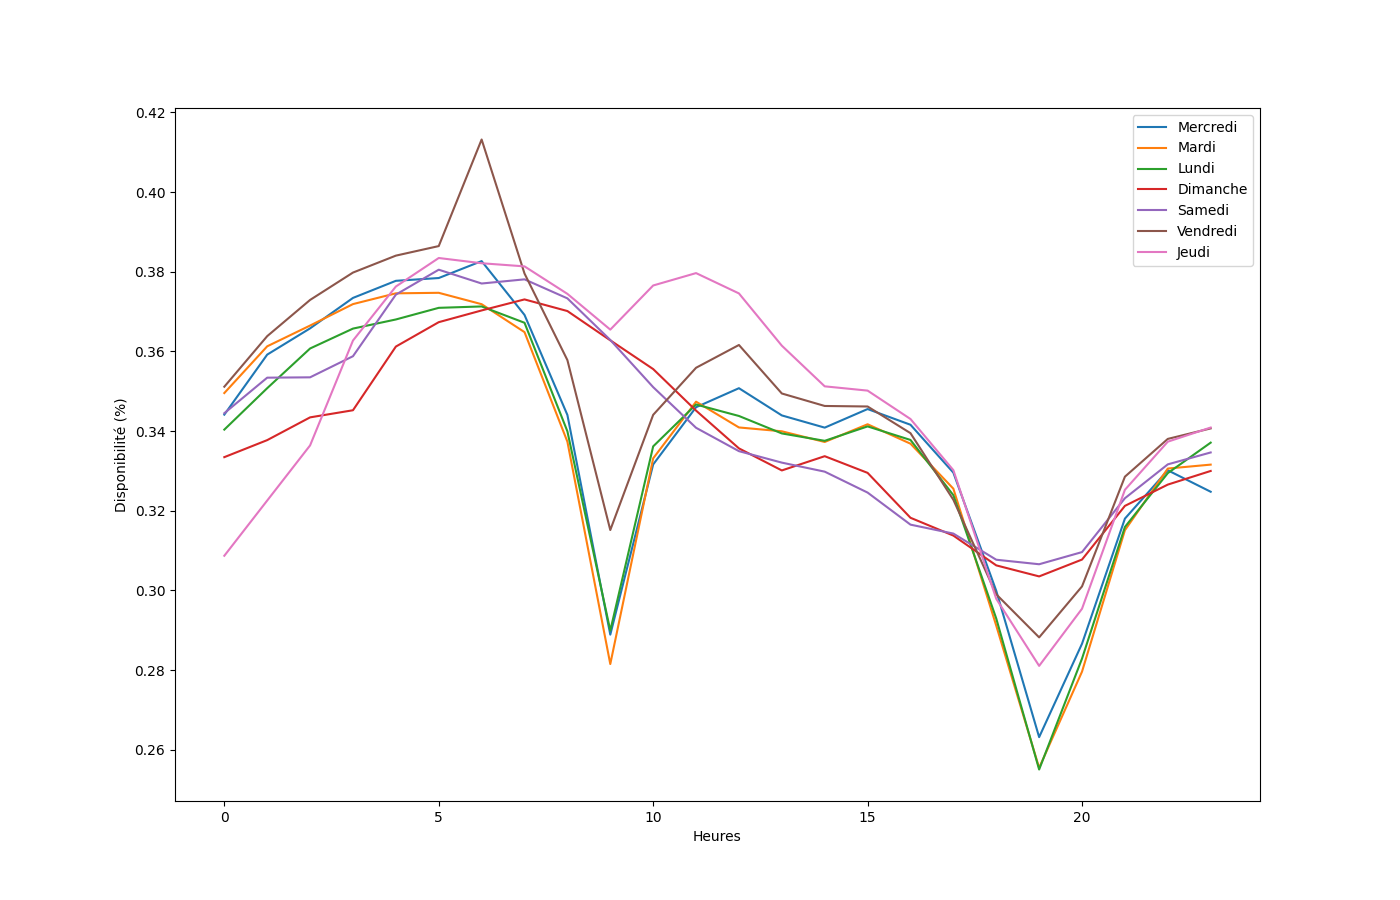 0.42
0.40
0.38
0.36
0.34
0.32
0.30
0.28
0.26
Disponibilité (%)
0 5 10 15 20
Heures
Mercredi
Mardi
Lundi
Dimanche
Samedi
Vendredi
Jeudi